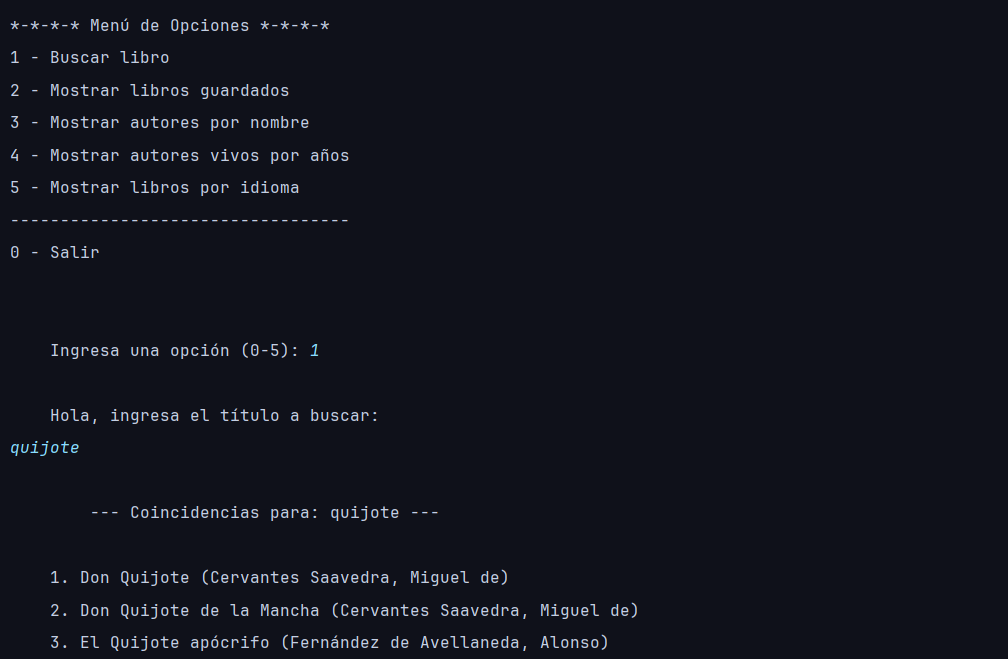 *-*-*-* Menú de Opciones *-*-*-*
1 - Buscar libro
2 - Mostrar libros guardados
3 - Mostrar autores por nombre
4 - Mostrar autores vivos por años
5 - Mostrar libros por idioma
----------------------------------
0 - Salir
Ingresa una opción (0-5): 1
Hola, ingresa el título a buscar:
quijote
--- Coincidencias para: quijote ---
1. Don Quijote (Cervantes Saavedra, Miguel de)
2. Don Quijote de la Mancha (Cervantes Saavedra, Miguel de)
3. El Quijote apócrifo (Fernández de Avellaneda, Alonso)